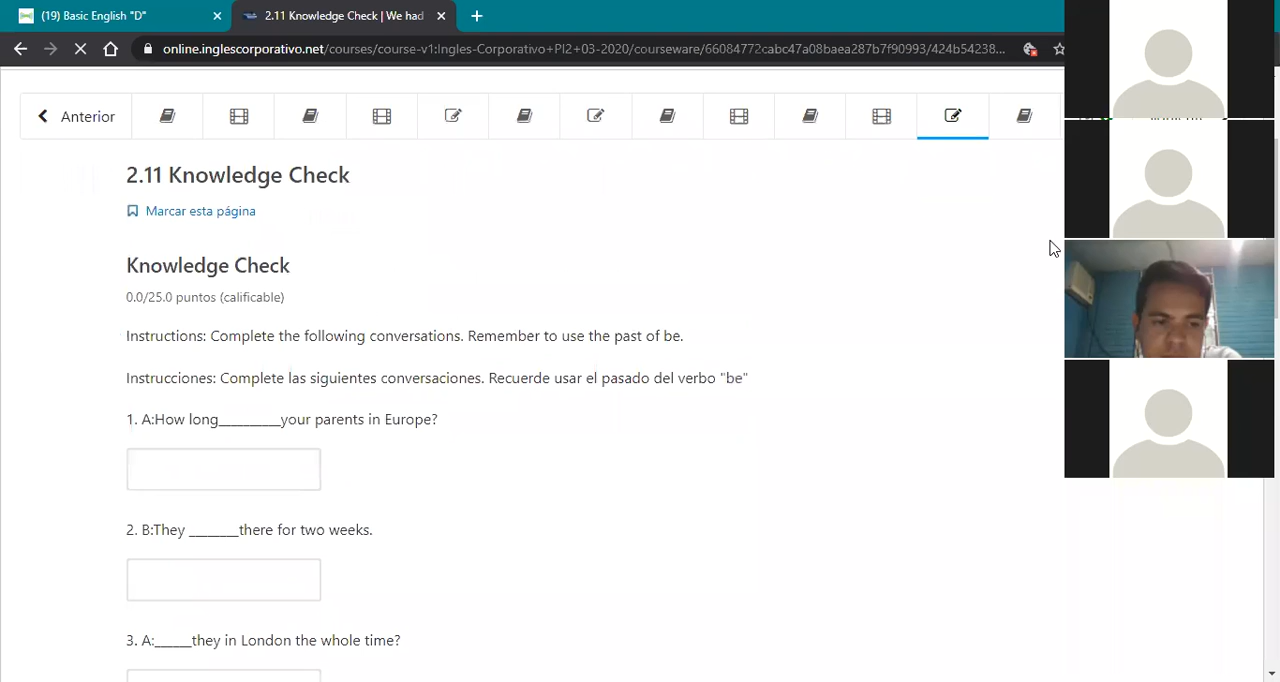 (19) Basic English "D"
2.11 Knowledge Check | We had
online.inglescorporativo.net/courses/course-v1:Ingles-Corporativo+PI2+03-2020/courseware/66084772cabc47a08baea287b7f90993/424b54238...
Anterior
2.11 Knowledge Check
Marcar esta página
Knowledge Check
0.0/25.0 puntos (calificable)
Instructions: Complete the following conversations. Remember to use the past of be.
Instrucciones: Complete las siguientes conversaciones. Recuerde usar el pasado del verbo "be"
1. A:How long__________your parents in Europe?
2. B:They ________there for two weeks.
3. A:______they in London the whole time?